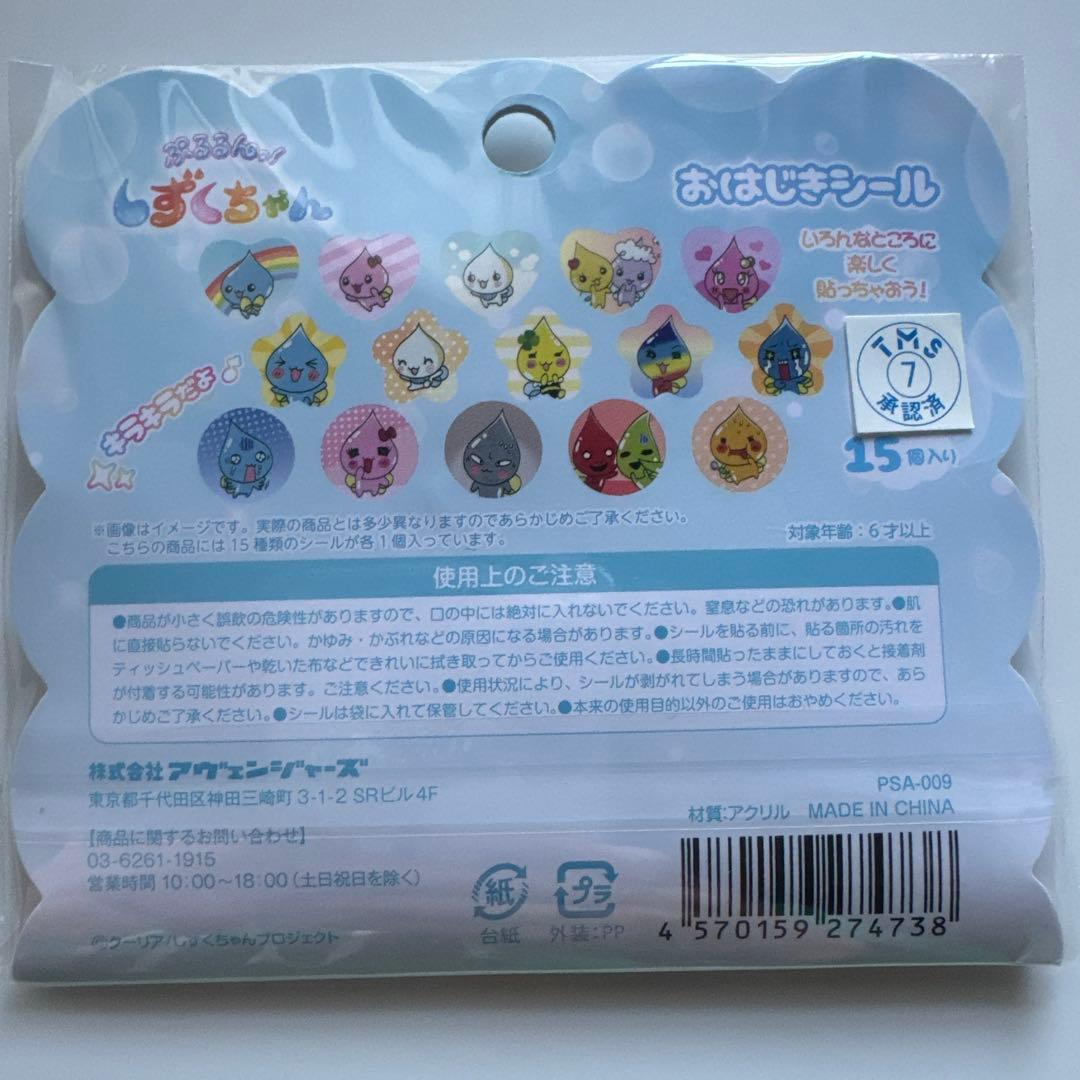 ぷるるんっ!
しずくちゃん
おはじきシール
いろんなところに
楽しく
貼っちゃおう!
キラキラだよ♪
TMS
7
承認済
15個入り
※画像はイメージです。実際の商品とは多少異なりますのであらかじめご了承ください。
こちらの商品には15種類のシールが各1個入っています。
対象年齢:6才以上
使用上のご注意
●商品が小さく誤飲の危険性がありますので、口の中には絶対に入れないでください。窒息などの恐れがあります。●肌
に直接貼らないでください。かゆみ・かぶれなどの原因になる場合があります。●シールを貼る前に、貼る箇所の汚れを
ティッシュペーパーや乾いた布などできれいに拭き取ってからご使用ください。●長時間貼ったままにしておくと接着剤
が付着する可能性があります。ご注意ください。●使用状況により、シールが剥がれてしまう場合がありますので、あら
かじめご了承ください。●シールは袋に入れて保管してください。●本来の使用目的以外のご使用はおやめください。
株式会社アヴェンジャーズ
東京都千代田区神田三崎町3-1-2 SRビル4F
【商品に関するお問い合わせ】
03-6261-1915
営業時間 10:00~18:00(土日祝日を除く)
©クーリア/しずくちゃんプロジェクト
紙
台紙
プラ
外装:PP
PSA-009
材質:アクリル MADE IN CHINA
4 570159 274738